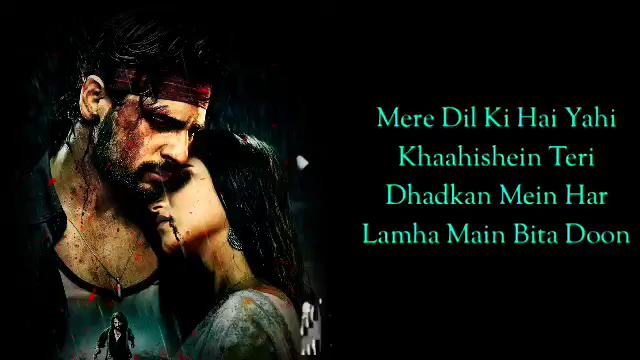 Mere Dil Ki Hai Yahi
Khaahishein Teri
Dhadkan Mein Har
Lamha Main Bita Doon